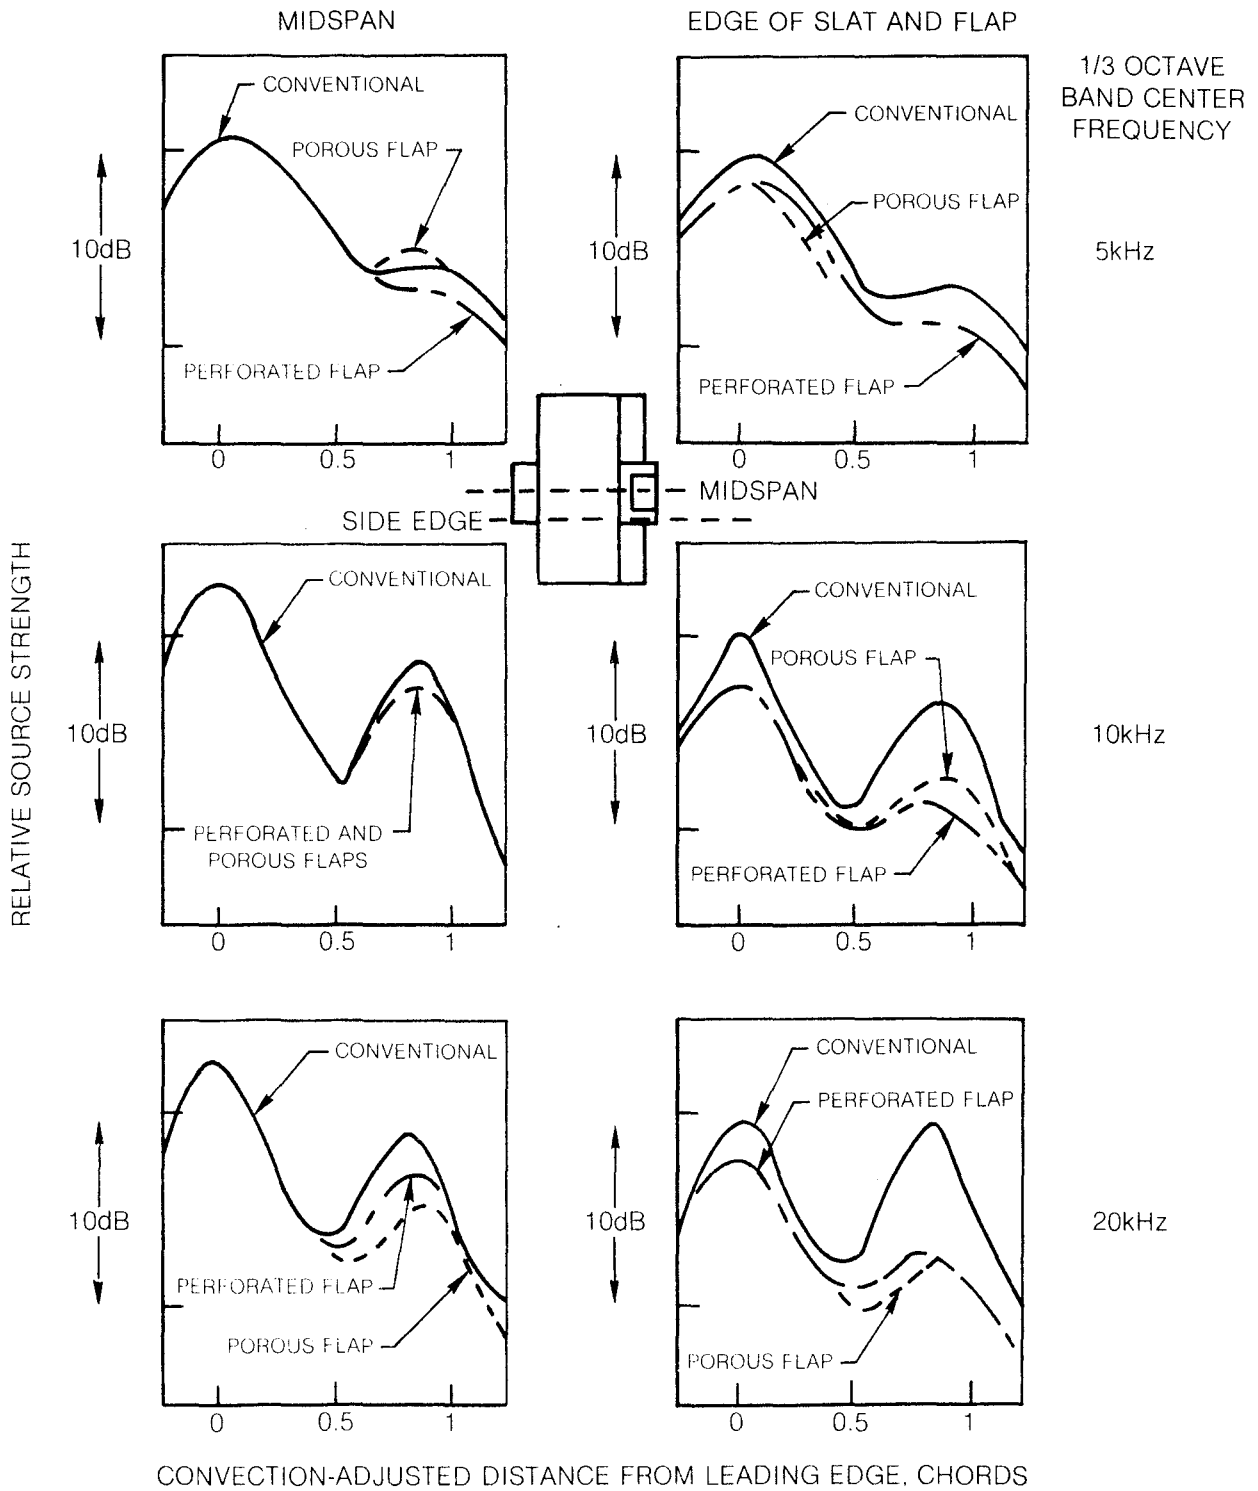 MIDSPAN
EDGE OF SLAT AND FLAP
1/3 OCTAVE
BAND CENTER
FREQUENCY
CONVENTIONAL
POROUS FLAP
10dB
PERFORATED FLAP
0 0.5 1
CONVENTIONAL
POROUS FLAP
10dB
PERFORATED FLAP
0 0.5 1
5kHz
MIDSPAN
SIDE EDGE
RELATIVE SOURCE STRENGTH
CONVENTIONAL
10dB
PERFORATED AND
POROUS FLAPS
0 0.5 1
CONVENTIONAL
POROUS FLAP
10dB
PERFORATED FLAP
0 0.5 1
10kHz
CONVENTIONAL
10dB
PERFORATED FLAP
POROUS FLAP
0 0.5 1
CONVENTIONAL
PERFORATED FLAP
10dB
POROUS FLAP
0 0.5 1
20kHz
CONVECTION-ADJUSTED DISTANCE FROM LEADING EDGE, CHORDS